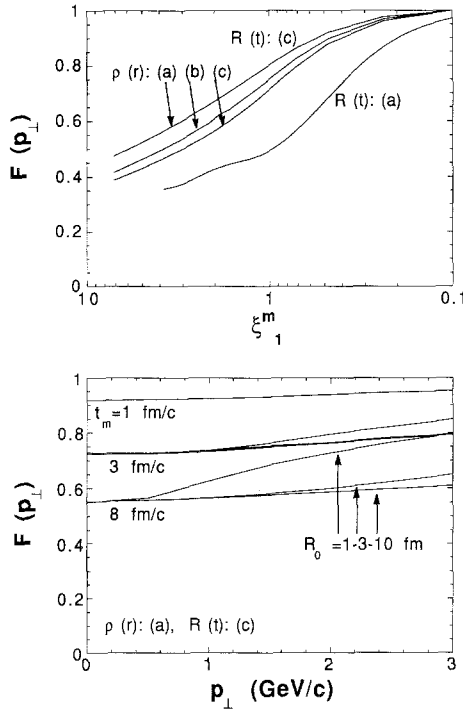 1
0.8
0.6
0.4
0.2
0
F (p⊥)
R (t): (c)
ρ (r): (a) (b) (c)
R (t): (a)
10
1
0.1
ξ^m_1
1
0.8
0.6
0.4
0.2
0
F (p⊥)
t_m=1 fm/c
3 fm/c
8 fm/c
R_o =1-3-10 fm
ρ (r): (a), R (t): (c)
0
1
2
3
p⊥ (GeV/c)